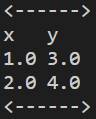 <------>
x   y
1.0 3.0
2.0 4.0
<------>